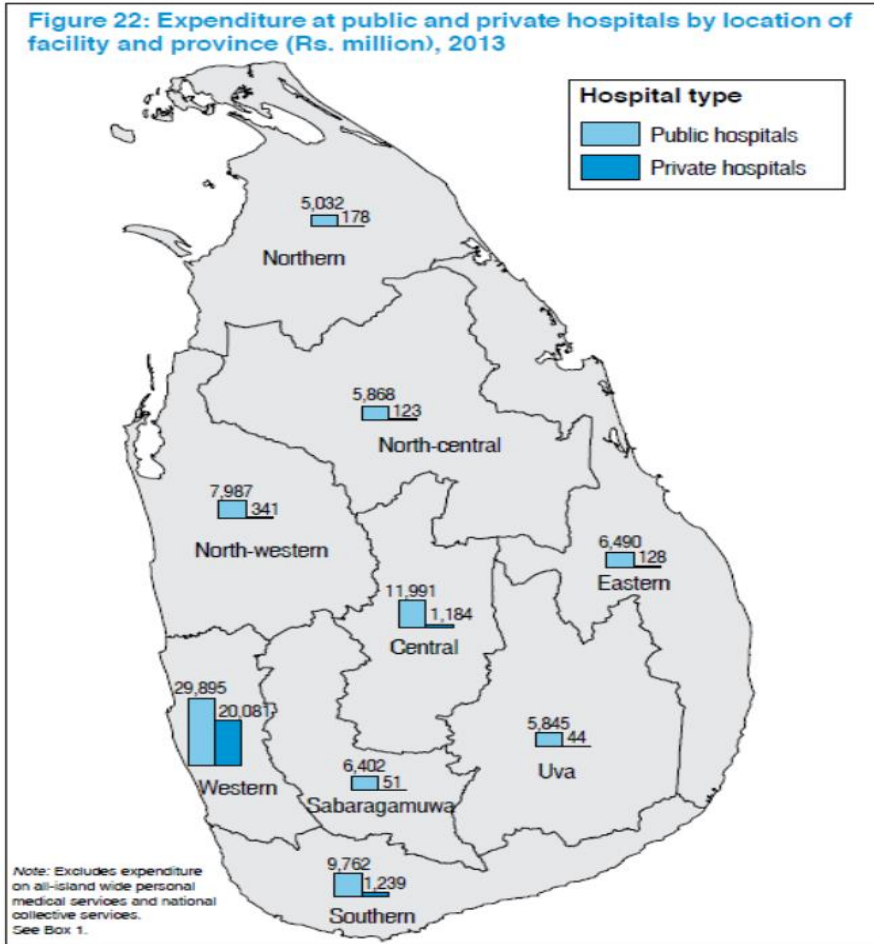 Figure 22: Expenditure at public and private hospitals by location of
facility and province (Rs. million), 2013
Hospital type
Public hospitals
Private hospitals
5,032
178
Northern
5,868
123
North-central
7,987
341
North-western
6,490
128
Eastern
11,991
1,184
Central
29,895
20,081
Western
5,845
44
Uva
6,402
51
Sabaragamuwa
9,762
1,239
Southern
Note: Excludes expenditure
on all-island wide personal
medical services and national
collective services.
See Box 1.